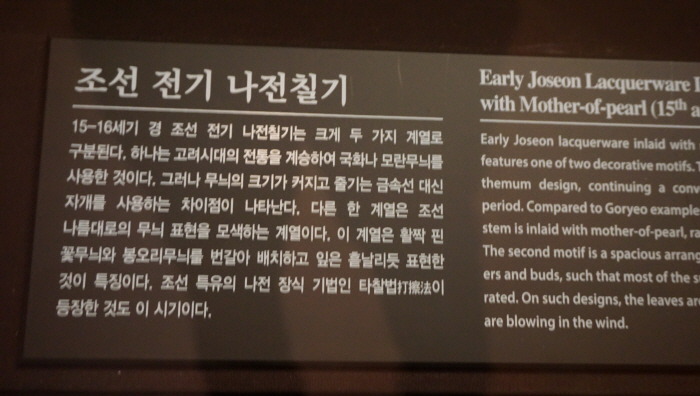 조선 전기 나전칠기
15-16세기 경 조선 전기 나전칠기는 크게 두 가지 계열로
구분된다. 하나는 고려시대의 전통을 계승하여 국화나 모란무늬를
사용한 것이다. 그러나 무늬의 크기가 커지고 줄기는 금속선 대신
자개를 사용하는 차이점이 나타난다. 다른 한 계열은 조선
나름대로의 무늬 표현을 모색하는 계열이다. 이 계열은 활짝 핀
꽃무늬와 봉오리무늬를 번갈아 배치하고 잎은 흩날리듯 표현한
것이 특징이다. 조선 특유의 나전 장식 기법인 타찰법打擦法이
등장한 것도 이 시기이다.
Early Joseon Lacquerware
with Mother-of-pearl (15th
Early Joseon lacquerware inlaid with
features one of two decorative motifs.
themum design, continuing a
period. Compared to Goryeo
stem is inlaid with mother-of-pearl,
The second motif is a spacious
ers and buds, such that most of the
rated. On such designs, the leaves
are blowing in the wind.